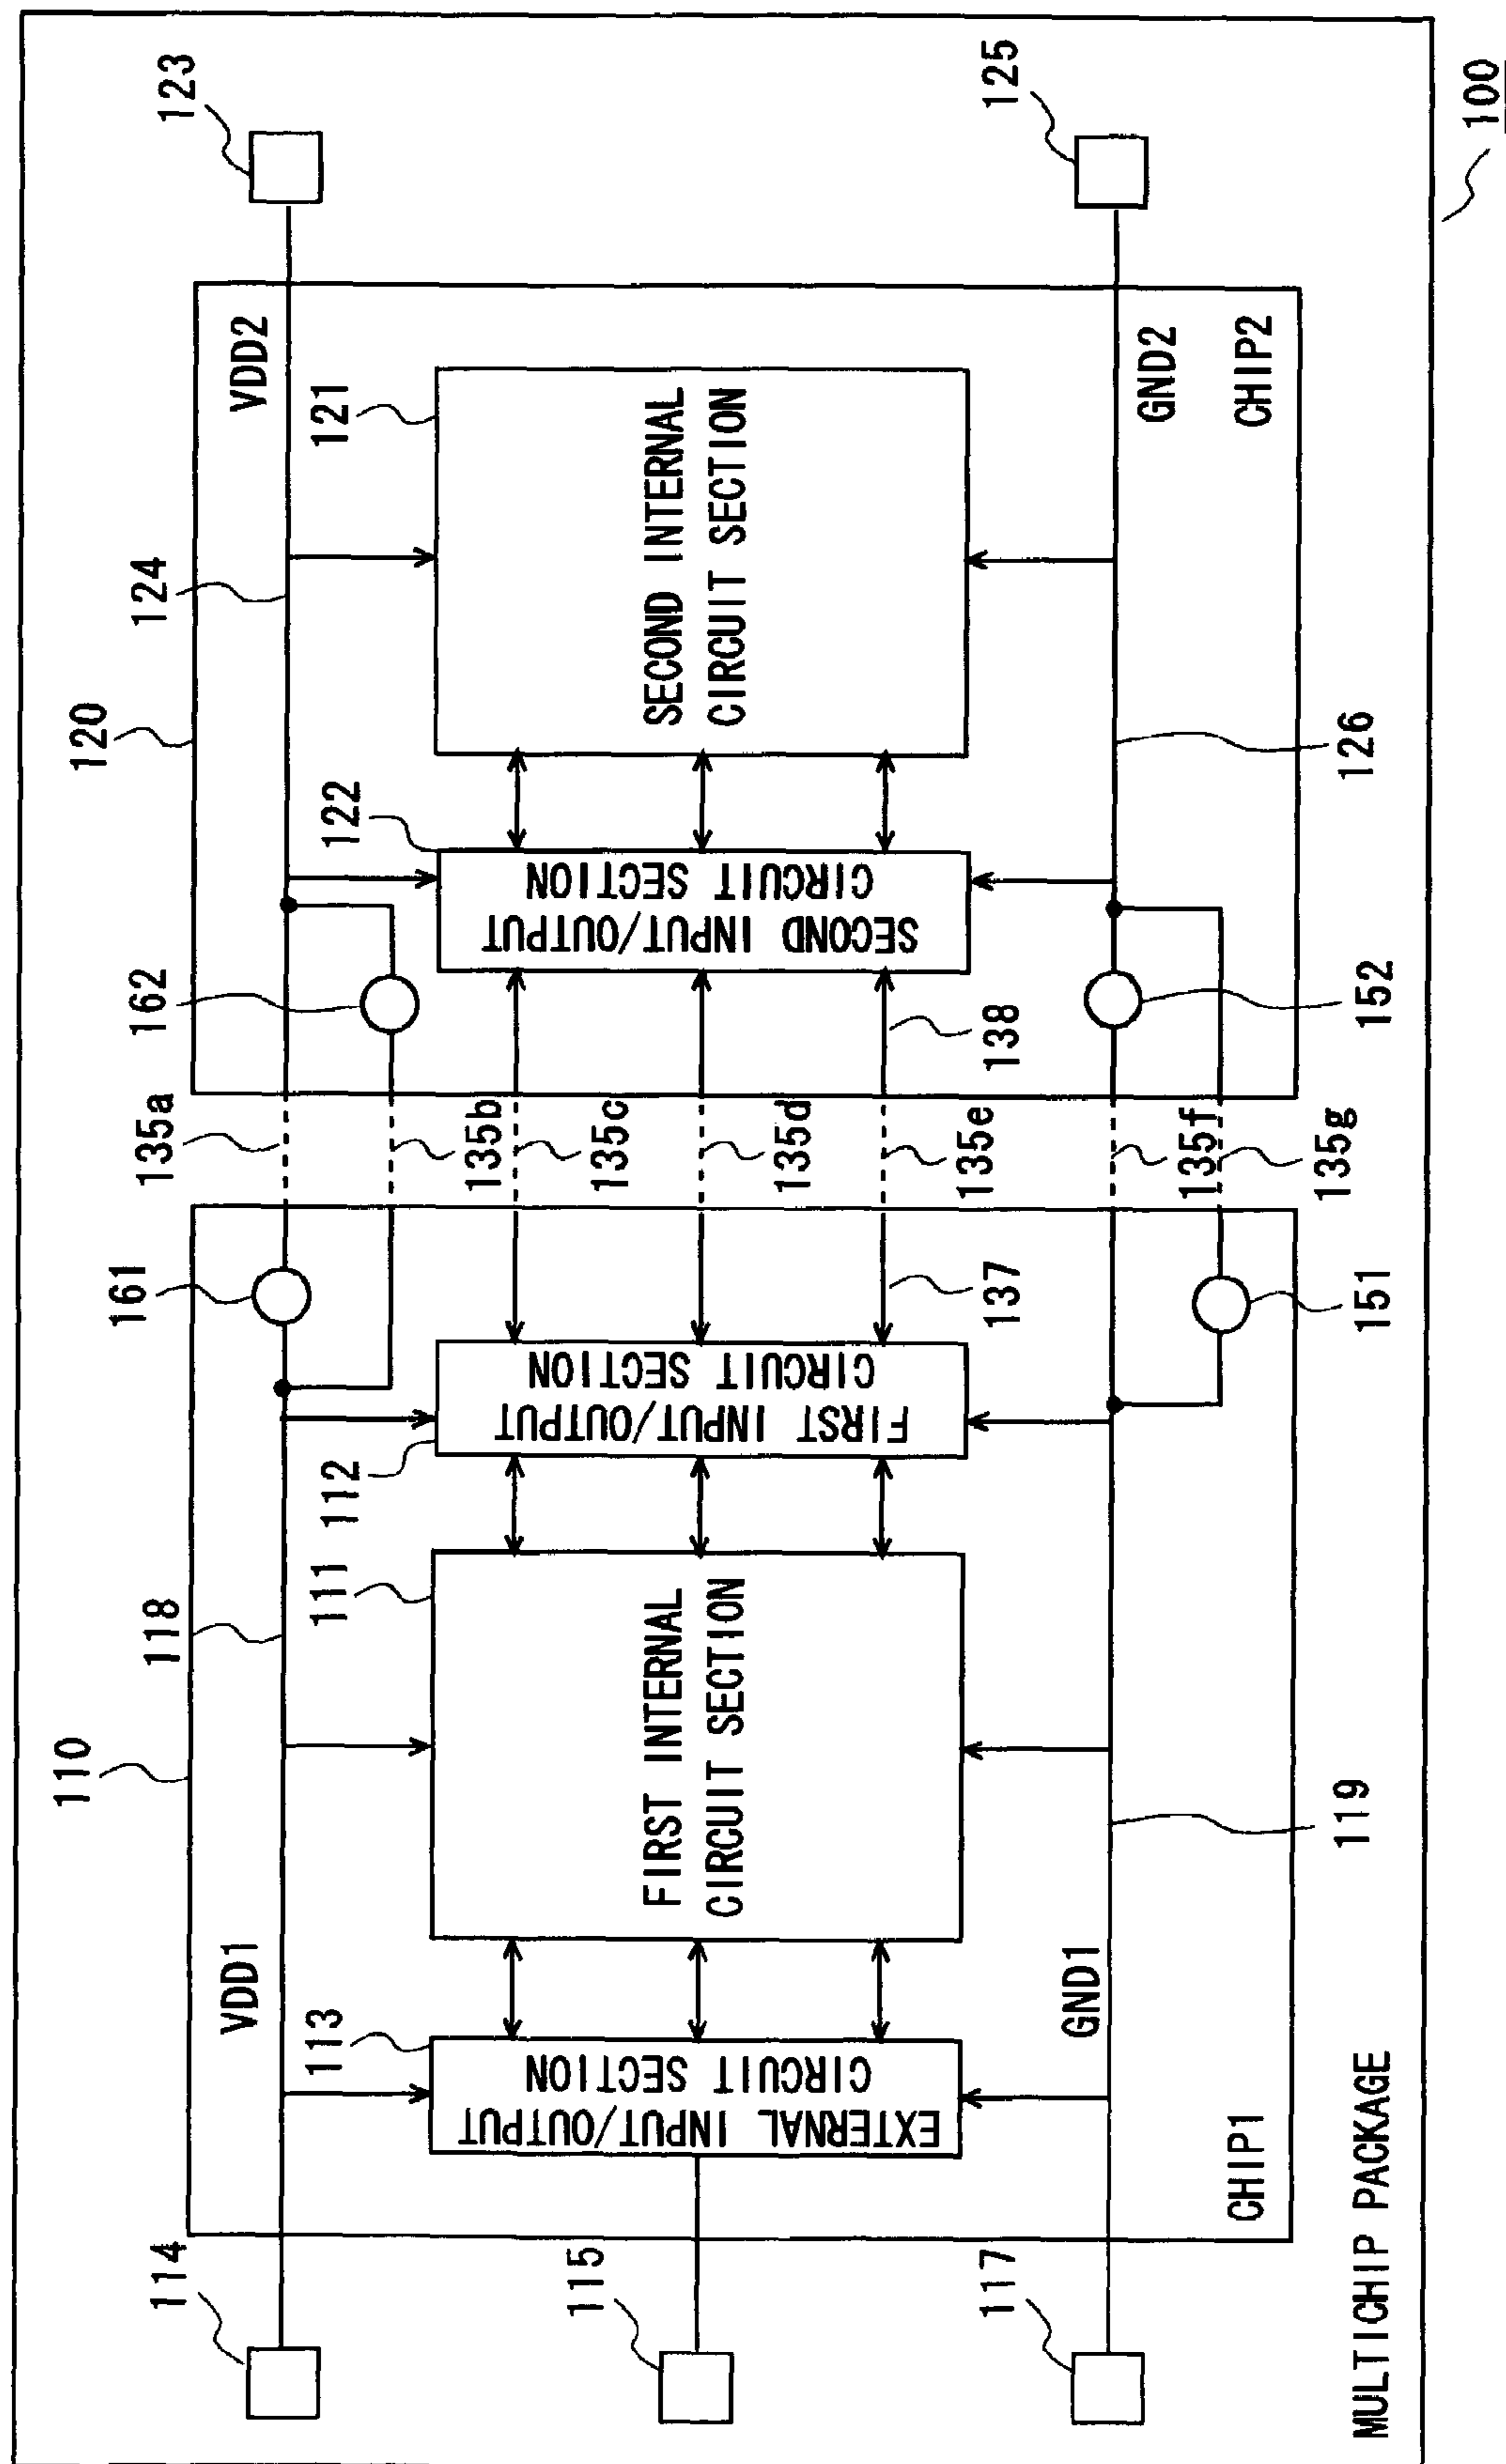 100
MULTICHIP PACKAGE
110
118
161
135a
162
120
124
123
114
VDD1
VDD2
113
111
112
122
121
EXTERNAL INPUT/OUTPUT
CIRCUIT SECTION
FIRST INTERNAL
CIRCUIT SECTION
FIRST INPUT/OUTPUT
CIRCUIT SECTION
SECOND INPUT/OUTPUT
CIRCUIT SECTION
SECOND INTERNAL
CIRCUIT SECTION
135b
135c
135d
135e
135f
135g
115
137
138
117
GND1
GND2
125
CHIP1
119
151
152
126
CHIP2